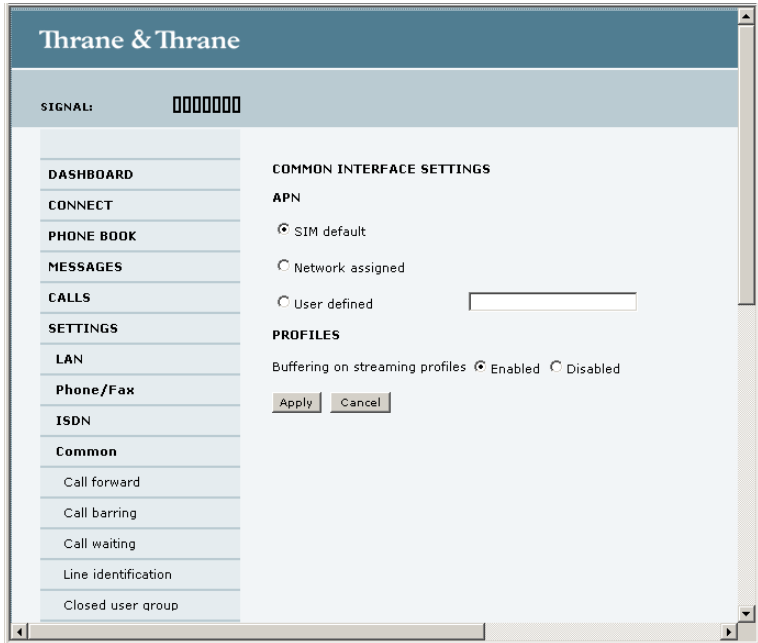 Thrane & Thrane
SIGNAL:
DASHBOARD
CONNECT
PHONE BOOK
MESSAGES
CALLS
SETTINGS
LAN
Phone/Fax
ISDN
Common
Call forward
Call barring
Call waiting
Line identification
Closed user group
COMMON INTERFACE SETTINGS
APN
SIM default
Network assigned
User defined
PROFILES
Buffering on streaming profiles Enabled Disabled
Apply Cancel